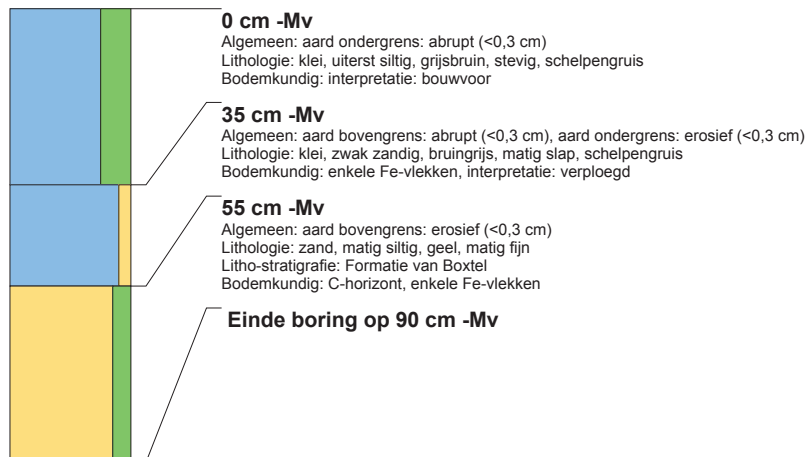 0 cm -Mv
Algemeen: aard ondergrens: abrupt (<0,3 cm)
Lithologie: klei, uiterst siltig, grijsbruin, stevig, schelpengruis
Bodemkundig: interpretatie: bouwvoor
35 cm -Mv
Algemeen: aard bovengrens: abrupt (<0,3 cm), aard ondergrens: erosief (<0,3 cm)
Lithologie: klei, zwak zandig, bruingrijs, matig slap, schelpengruis
Bodemkundig: enkele Fe-vlekken, interpretatie: verploegd
55 cm -Mv
Algemeen: aard bovengrens: erosief (<0,3 cm)
Lithologie: zand, matig siltig, geel, matig fijn
Litho-stratigrafie: Formatie van Boxtel
Bodemkundig: C-horizont, enkele Fe-vlekken
Einde boring op 90 cm -Mv